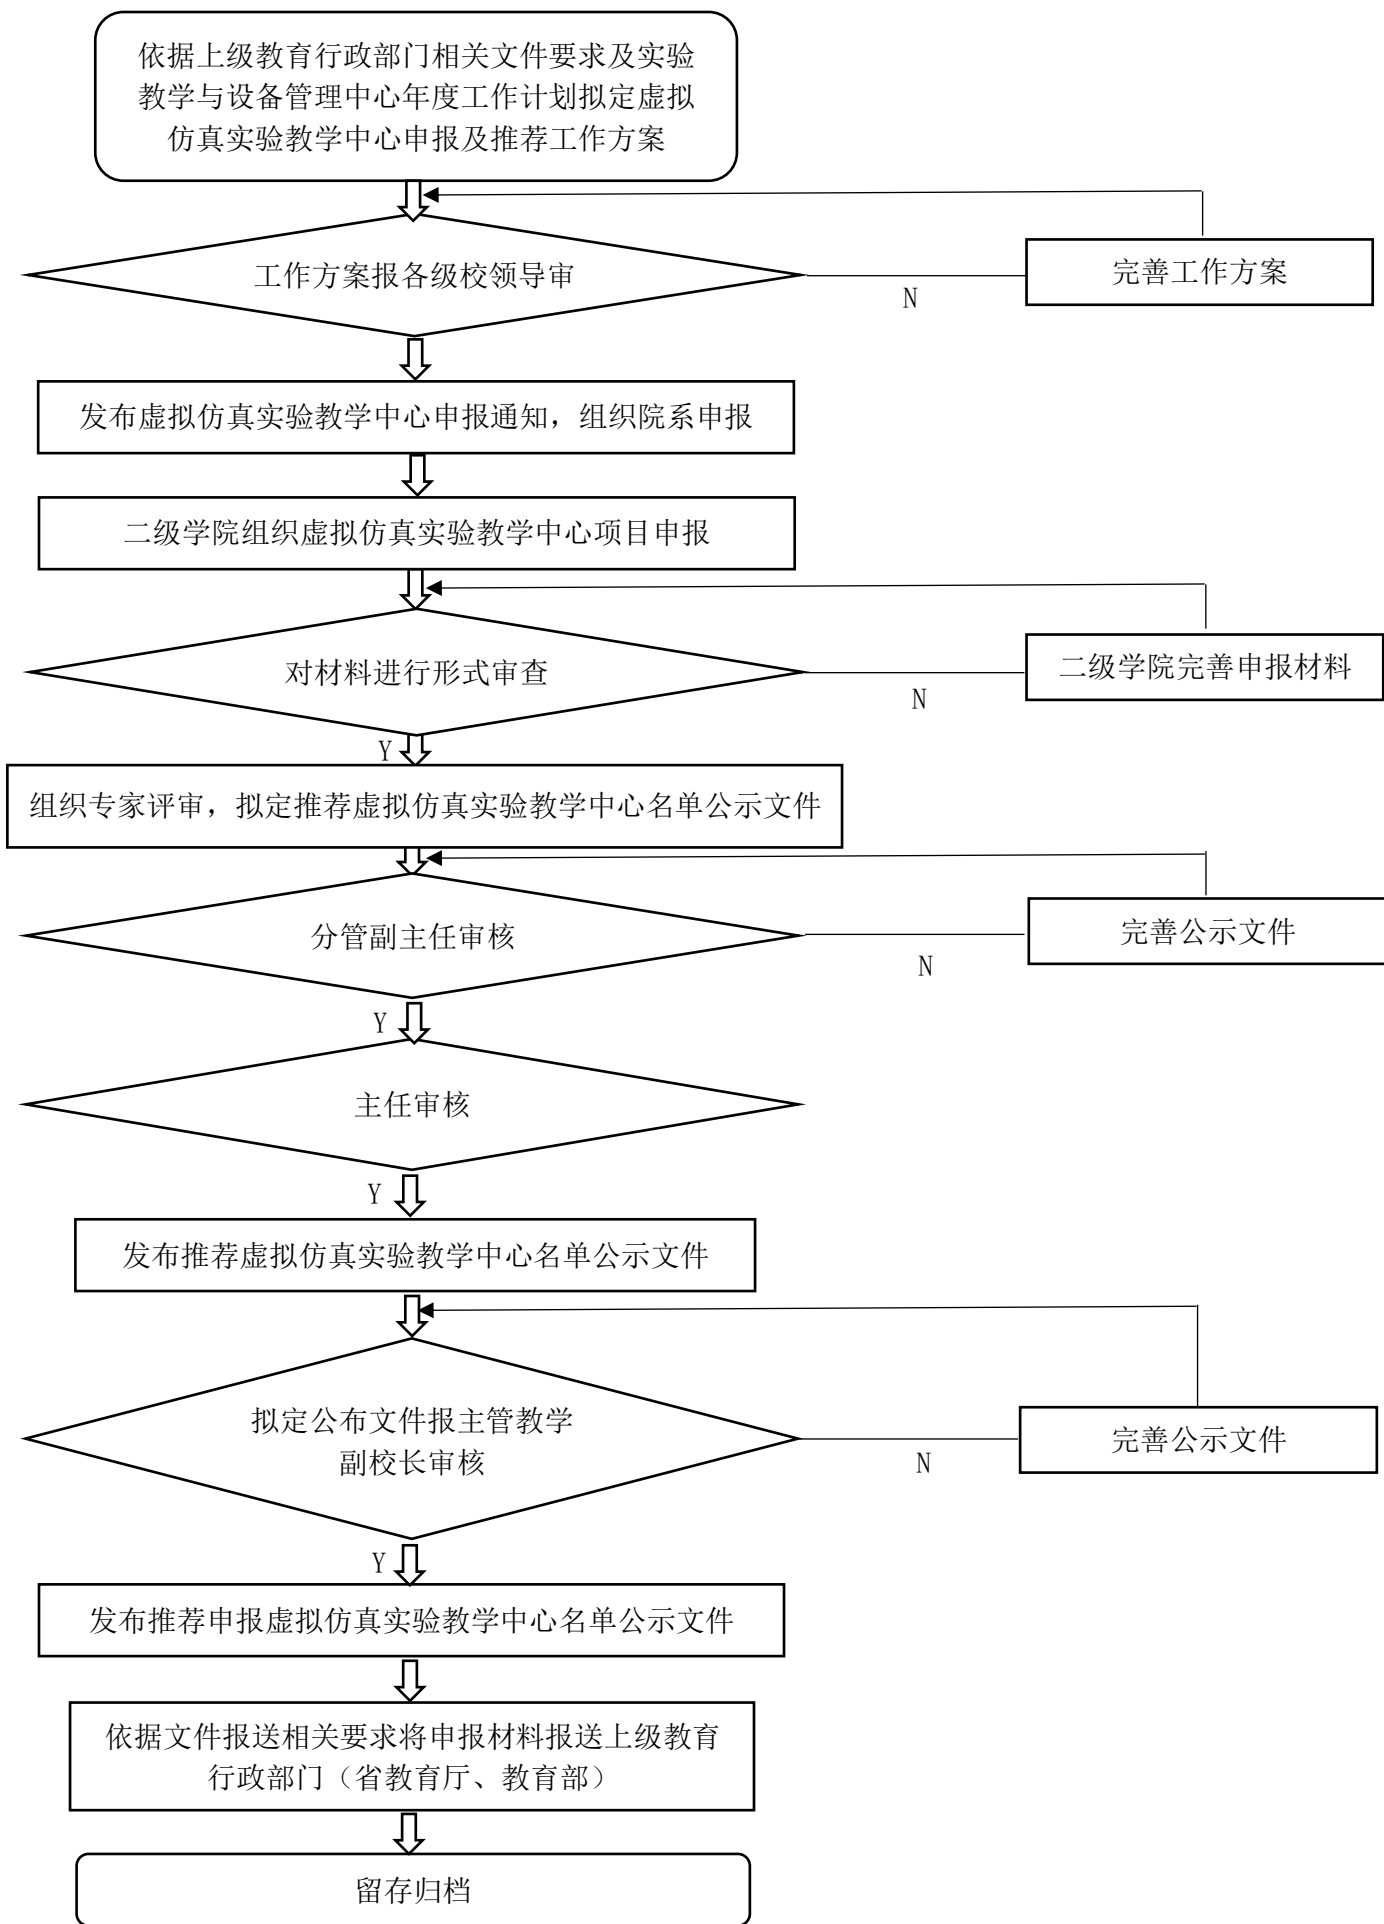 依据上级教育行政部门相关文件要求及实验
教学与设备管理中心年度工作计划拟定虚拟
仿真实验教学中心申报及推荐工作方案
工作方案报各级校领导审
N
完善工作方案
发布虚拟仿真实验教学中心申报通知，组织院系申报
二级学院组织虚拟仿真实验教学中心项目申报
对材料进行形式审查
N
二级学院完善申报材料
Y
组织专家评审，拟定推荐虚拟仿真实验教学中心名单公示文件
分管副主任审核
N
完善公示文件
Y
主任审核
Y
发布推荐虚拟仿真实验教学中心名单公示文件
拟定公布文件报主管教学
副校长审核
N
完善公示文件
Y
发布推荐申报虚拟仿真实验教学中心名单公示文件
依据文件报送相关要求将申报材料报送上级教育
行政部门（省教育厅、教育部）
留存归档